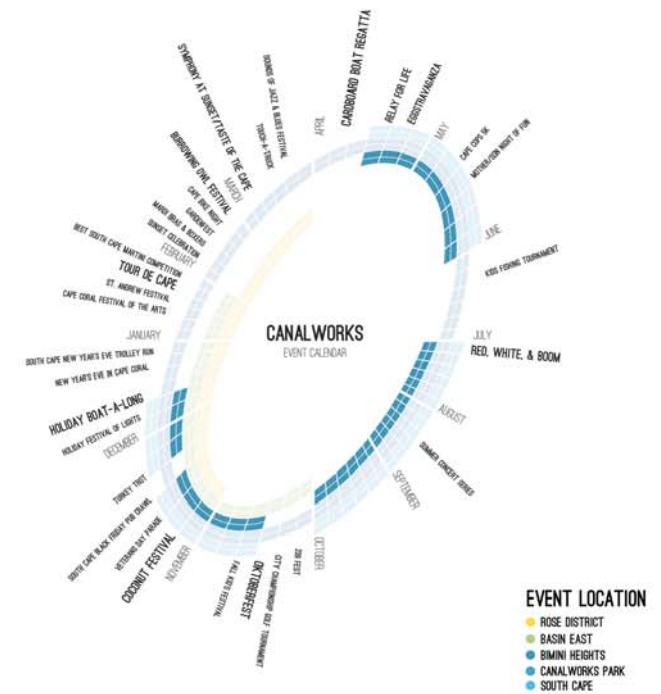 CANALWORKS
EVENT CALENDAR
JANUARY
CAPE CORAL FESTIVAL OF THE ARTS
ST. ANDREW FESTIVAL
TOUR DE CAPE
BEST SOUTH CAPE MARTINI COMPETITION
FEBRUARY
SUNSET CELEBRATION
MARDI GRAS & BOXERS
GARDENFEST
CAPE BIKE NIGHT
BURROWING OWL FESTIVAL
MARCH
SYMPHONY AT SUNSET/TASTE OF THE CAPE
TOUCH-A-TRUCK
SOUNDS OF JAZZ & BLUES FESTIVAL
APRIL
CARDBOARD BOAT REGATTA
RELAY FOR LIFE
EGGSTRAVAGANZA
MAY
CAPE COPS 5K
MOTHER/SON NIGHT OF FUN
JUNE
KIDS FISHING TOURNAMENT
JULY
RED, WHITE, & BOOM
AUGUST
SUMMER CONCERT SERIES
SEPTEMBER
OCTOBER
ZOMBIE FEST
CITY CHAMPIONSHIP GOLF TOURNAMENT
OKTOBERFEST
FALL KID'S FESTIVAL
NOVEMBER
COCONUT FESTIVAL
VETERANS DAY PARADE
SOUTH CAPE BLACK FRIDAY PUB CRAWL
TURKEY TROT
DECEMBER
HOLIDAY FESTIVAL OF LIGHTS
HOLIDAY BOAT-A-LONG
NEW YEAR'S EVE IN CAPE CORAL
SOUTH CAPE NEW YEAR'S EVE TROLLEY RUN
EVENT LOCATION
ROSE DISTRICT
BASIN EAST
BIMINI HEIGHTS
CANALWORKS PARK
SOUTH CAPE